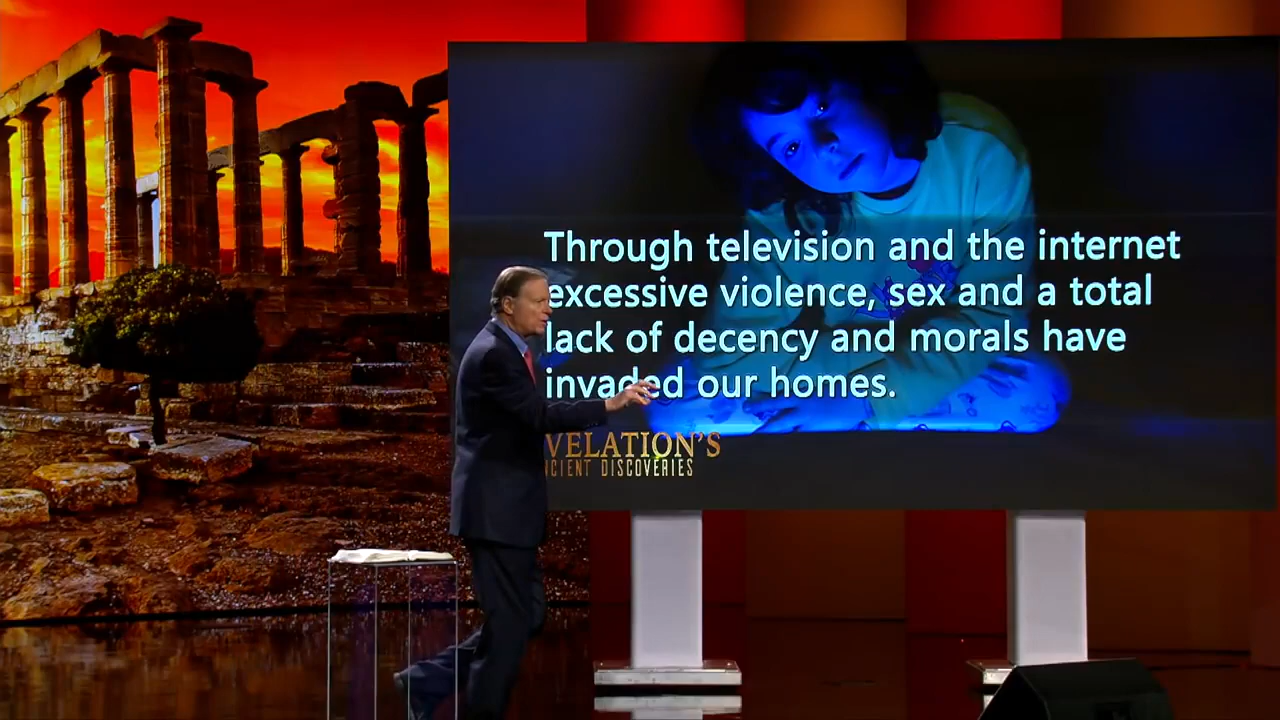 Through television and the internet
excessive violence, sex and a total
lack of decency and morals have
invaded our homes.
VELATION'S
CIENT DISCOVERIES